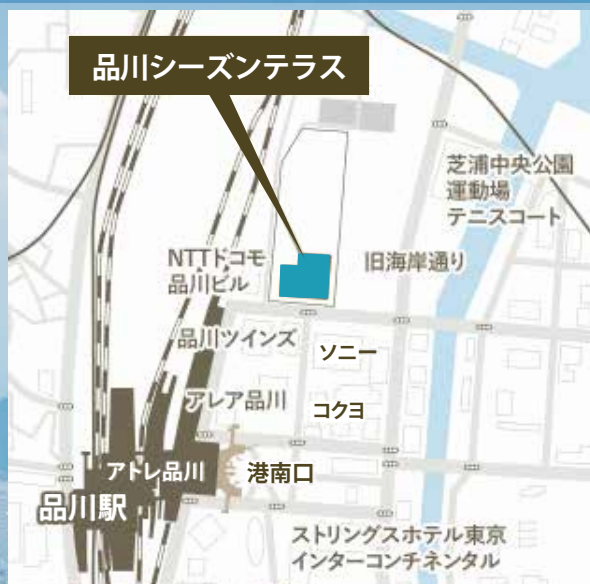 品川シーズンテラス
芝浦中央公園
運動場
テニスコート
NTTドコモ
品川ビル
旧海岸通り
品川ツインズ
ソニー
アレア品川
コクヨ
アトレ品川
港南口
品川駅
ストリングスホテル東京
インターコンチネンタル